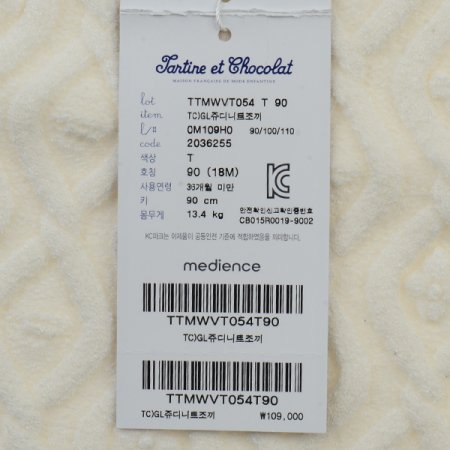 Tartine et Chocolat
MAISON FRANÇAISE DE MODE ENFANTINE
lot TTMWVT054 T 90
item TC)GL쥬디니트조끼
l/# 0M109H0 90/100/110
code 2036255
색상 T
호칭 90 (18M)
사용연령 36개월 미만
키 90 cm
몸무게 13.4 kg
안전확인신고확인증번호
CB015R0019-9002
KC마크는 이제품이 공통안전 기준에 적합하였음을 의미합니다.
medience
TTMWVT054T90
TC)GL쥬디니트조끼
TTMWVT054T90
TC)GL쥬디니트조끼 ₩109,000